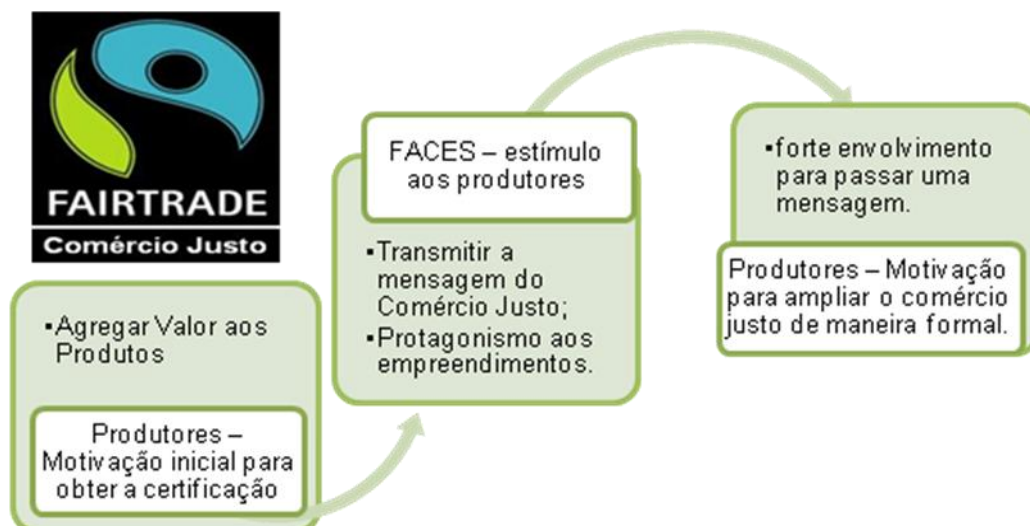 FAIRTRADE
Comércio Justo
▪Agregar Valor aos
Produtos
Produtores –
Motivação inicial para
obter a certificação
FACES – estímulo
aos produtores
▪Transmitir a
mensagem do
Comércio Justo;
▪Protagonismo aos
empreendimentos.
▪forte envolvimento
para passar uma
mensagem.
Produtores – Motivação
para ampliar o comércio
justo de maneira formal.